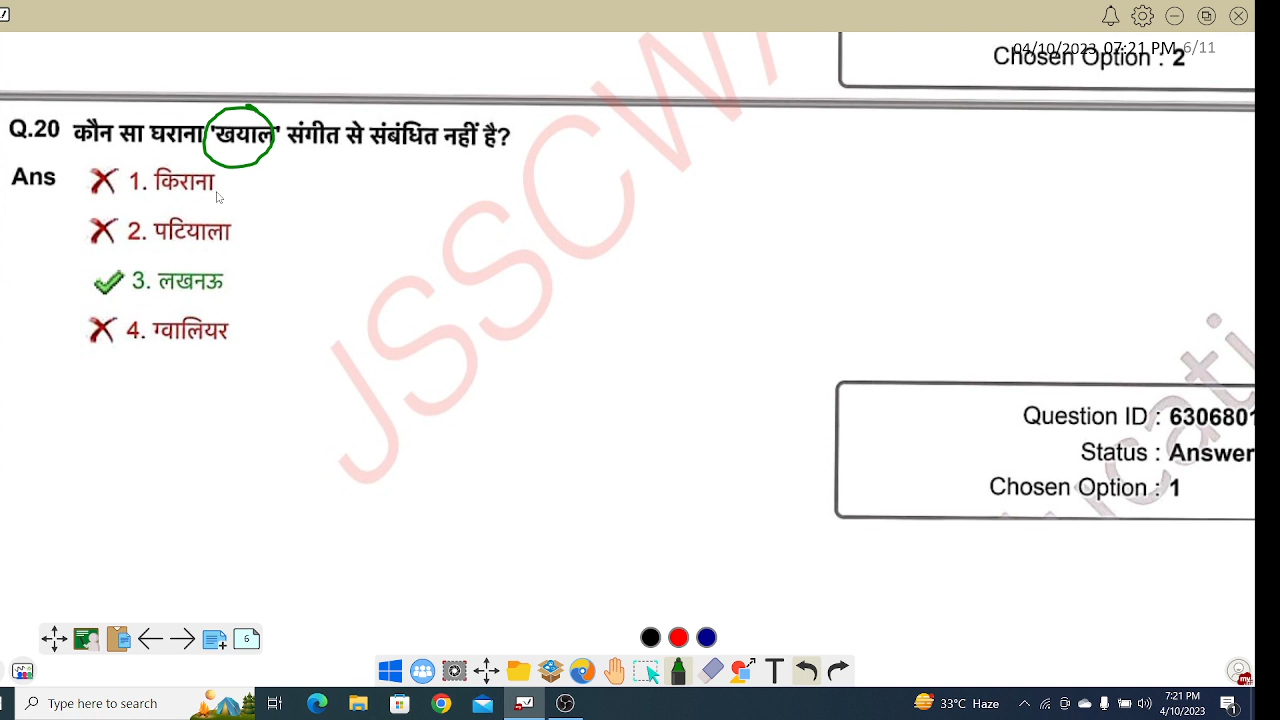 04/10/2023 07:21 PM 6/11
Chosen Option : 2
Q.20 कौन सा घराना 'खयाल' संगीत से संबंधित नहीं है?
Ans 1. किराना
2. पटियाला
3. लखनऊ
4. ग्वालियर
JSSCW
Question ID : 6306801
Status : Answer
Chosen Option : 1
6
T
Type here to search
33°C Haze
7:21 PM
4/10/2023